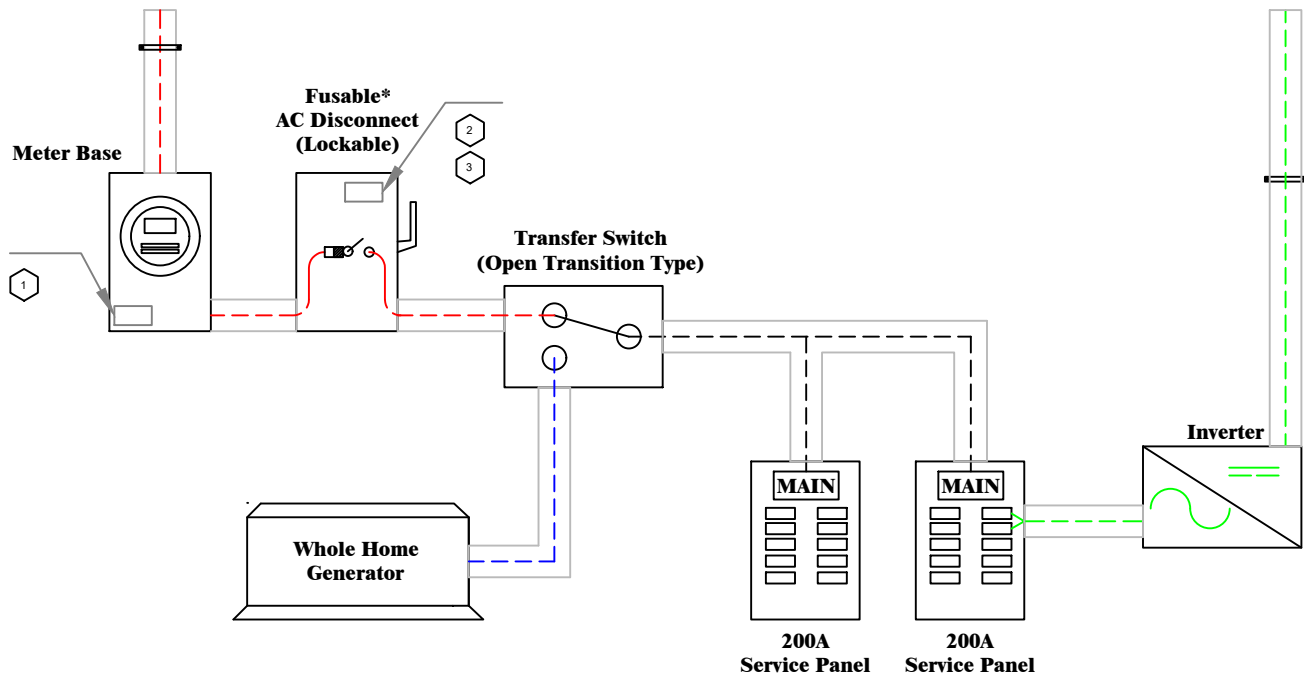 Fusable*
AC Disconnect
(Lockable)
2
3
Meter Base
1
Transfer Switch
(Open Transition Type)
Inverter
MAIN
MAIN
Whole Home
Generator
200A
Service Panel
200A
Service Panel